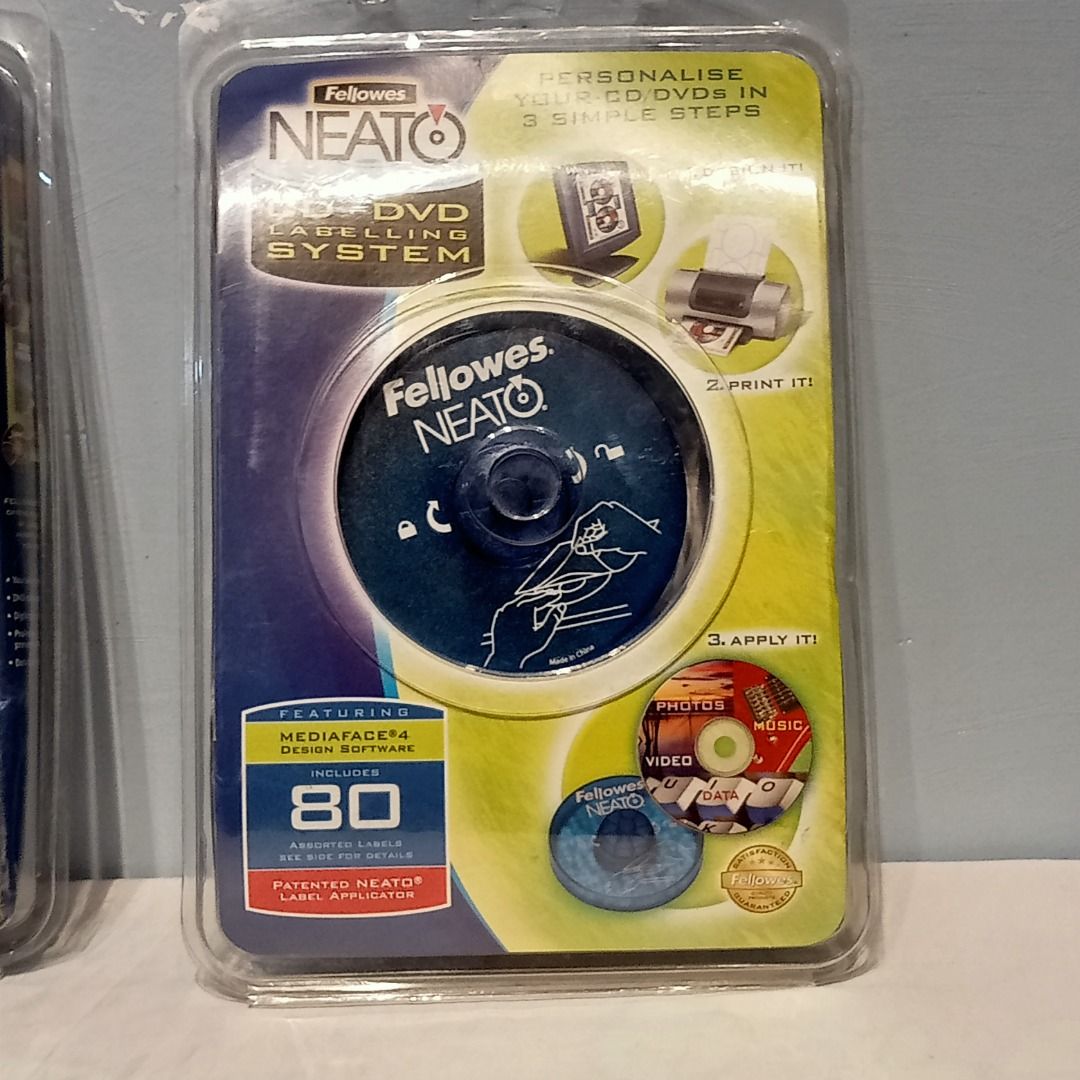 Fellowes
NEATO
PERSONALISE
YOUR CD/DVDs IN
3 SIMPLE STEPS
CD DVD
LABELLING
SYSTEM
2. PRINT IT!
Fellowes.
NEATO®
Made in China
3. APPLY IT!
FEATURING
MEDIAFACE®4
DESIGN SOFTWARE
INCLUDES
80
ASSORTED LABELS
SEE SIDE FOR DETAILS
PATENTED NEATO®
LABEL APPLICATOR
PHOTOS
MUSIC
VIDEO
DATA
U I O
K
Fellowes
NEATO
SATISFACTION
Fellowes
GUARANTEED